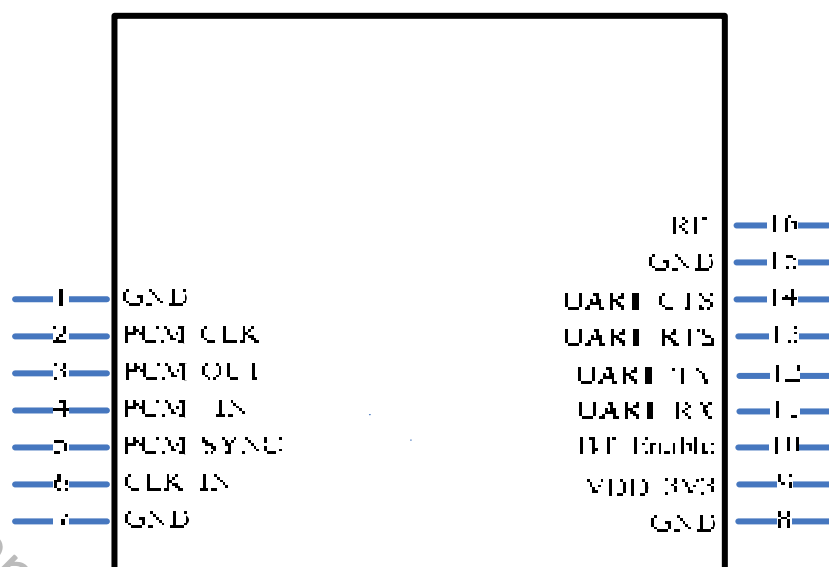 RF 16
GND 15
1 GND UART CTS 14
2 PCM CLK UART RTS 13
3 PCM OUT UART TX 12
4 PCM IN UART RX 11
5 PCM SYNC Enable 10
6 CLK IN VDD 3V3 9
7 GND GND 8